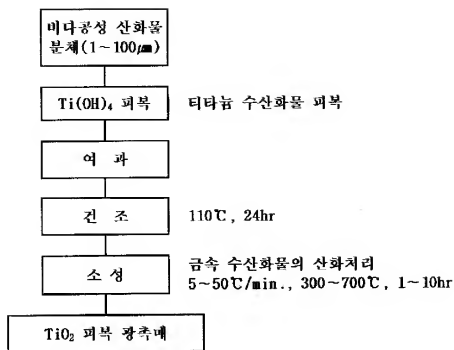 비다공성 산화물
분체(1~100㎛)
Ti(OH)₄ 피복
티타늄 수산화물 피복
여 과
건 조
110℃, 24hr
소 성
금속 수산화물의 산화처리
5~50℃/min., 300~700℃, 1~10hr
TiO₂ 피복 광촉매